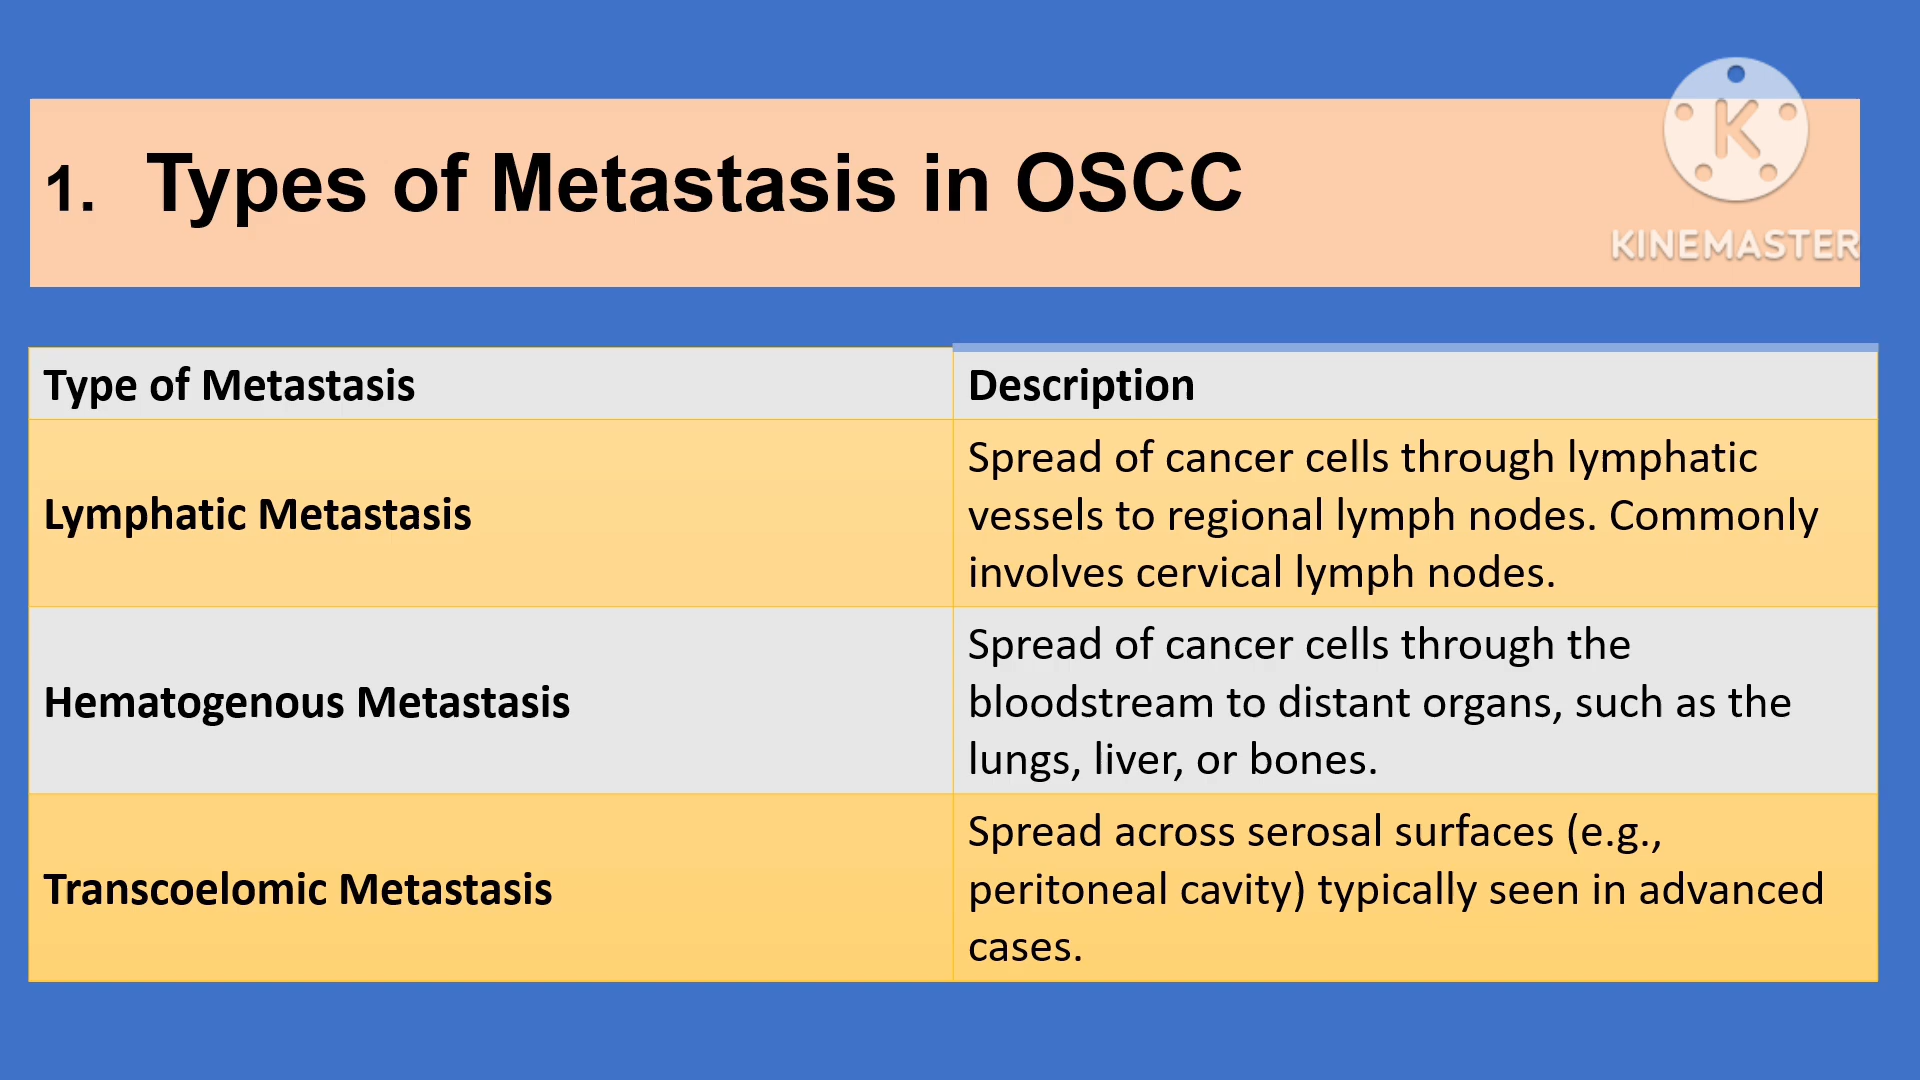 1. Types of Metastasis in OSCC
K
KINEMASTER
Type of Metastasis
Description
Lymphatic Metastasis
Spread of cancer cells through lymphatic
vessels to regional lymph nodes. Commonly
involves cervical lymph nodes.
Hematogenous Metastasis
Spread of cancer cells through the
bloodstream to distant organs, such as the
lungs, liver, or bones.
Transcoelomic Metastasis
Spread across serosal surfaces (e.g.,
peritoneal cavity) typically seen in advanced
cases.